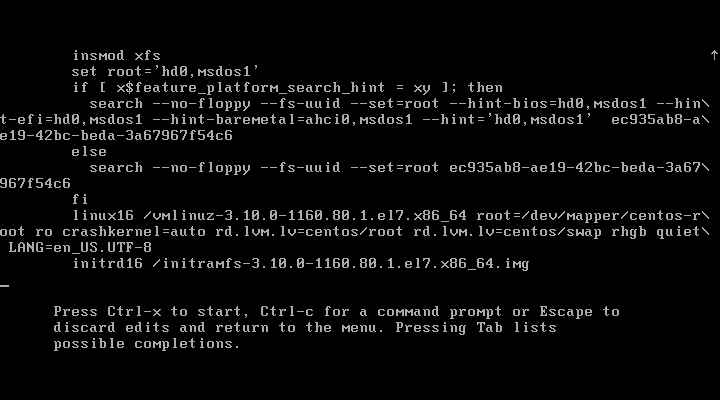 insmod xfs
set root='hd0,msdos1'
if [ x$feature_platform_search_hint = xy ]; then
search --no-floppy --fs-uuid --set=root --hint-bios=hd0,msdos1 --hin\
t-efi=hd0,msdos1 --hint-baremetal=ahci0,msdos1 --hint='hd0,msdos1'  ec935ab8-a\
e19-42bc-beda-3a67967f54c6
else
search --no-floppy --fs-uuid --set=root ec935ab8-ae19-42bc-beda-3a67\
967f54c6
fi
linux16 /vmlinuz-3.10.0-1160.80.1.el7.x86_64 root=/dev/mapper/centos-r\
oot ro crashkernel=auto rd.lvm.lv=centos/root rd.lvm.lv=centos/swap rhgb quiet\
LANG=en_US.UTF-8
initrd16 /initramfs-3.10.0-1160.80.1.el7.x86_64.img
Press Ctrl-x to start, Ctrl-c for a command prompt or Escape to
discard edits and return to the menu. Pressing Tab lists
possible completions.